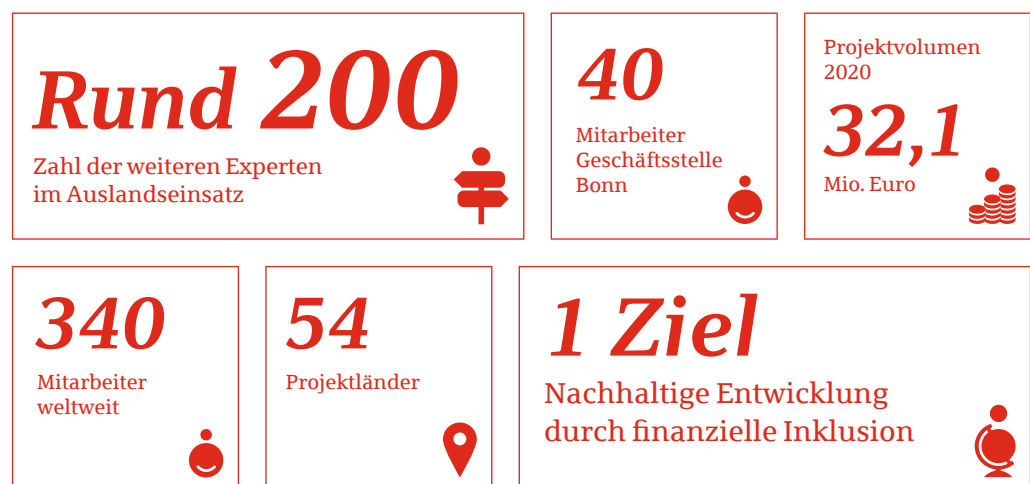 Rund 200
Zahl der weiteren Experten
im Auslandseinsatz
40
Mitarbeiter
Geschäftsstelle
Bonn
Projektvolumen
2020
32,1
Mio. Euro
340
Mitarbeiter
weltweit
54
Projektländer
1 Ziel
Nachhaltige Entwicklung
durch finanzielle Inklusion